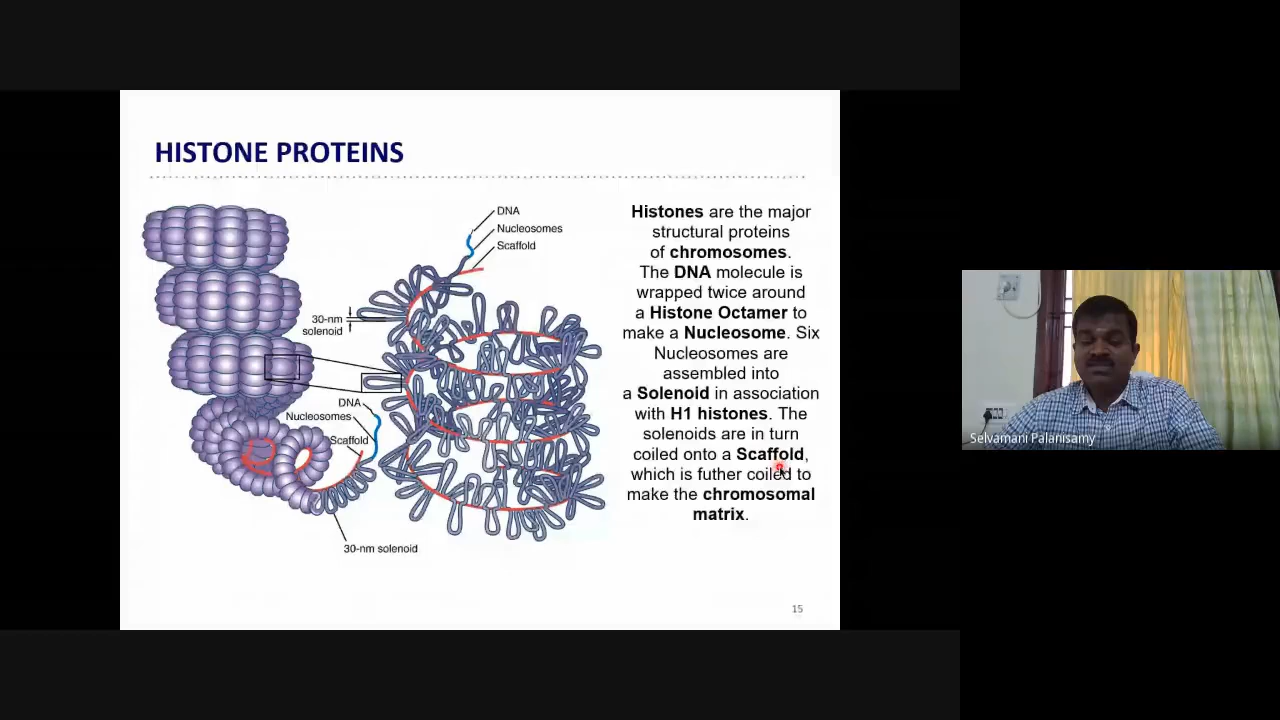 HISTONE PROTEINS
DNA
Nucleosomes
Scaffold
30-nm
solenoid
DNA
Nucleosomes
Scaffold
30-nm solenoid
Histones are the major
structural proteins
of chromosomes.
The DNA molecule is
wrapped twice around
a Histone Octamer to
make a Nucleosome. Six
Nucleosomes are
assembled into
a Solenoid in association
with H1 histones. The
solenoids are in turn
coiled onto a Scaffold,
which is futher coiled to
make the chromosomal
matrix.
15
Selvamani Palanisamy